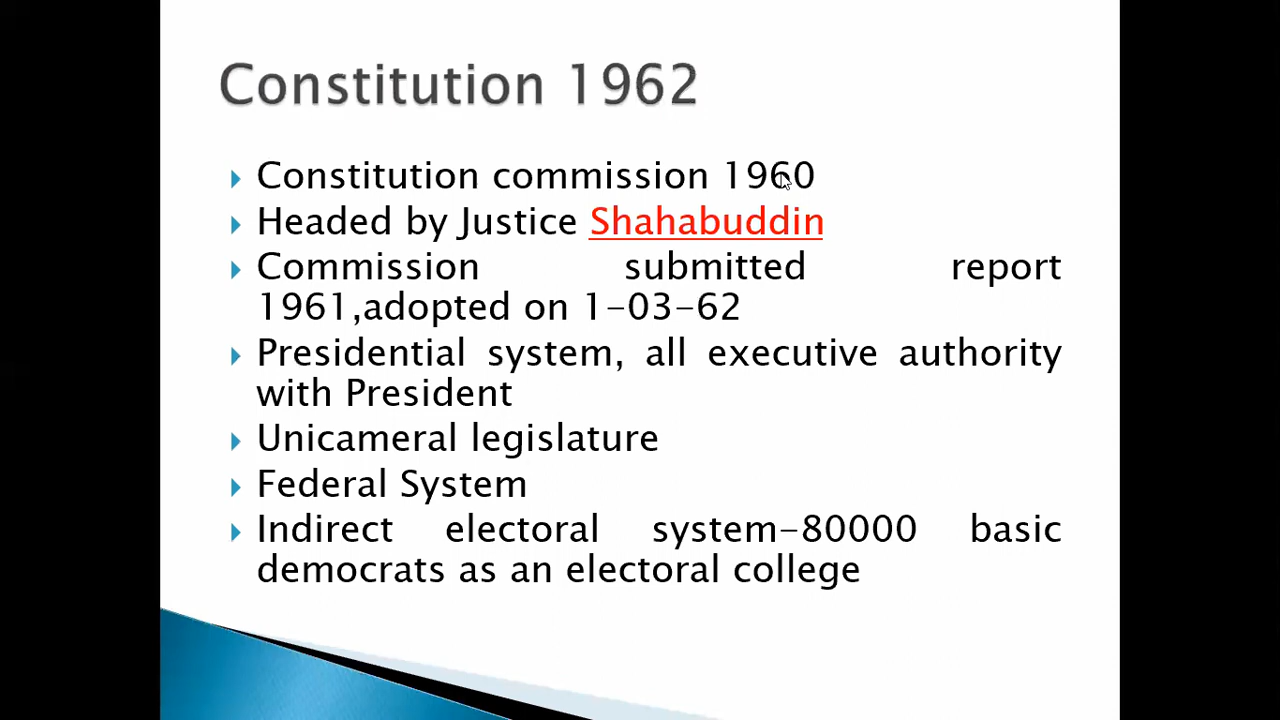 Constitution 1962
Constitution commission 1960
Headed by Justice Shahabuddin
Commission submitted report
1961,adopted on 1-03-62
Presidential system, all executive authority
with President
Unicameral legislature
Federal System
Indirect electoral system-80000 basic
democrats as an electoral college